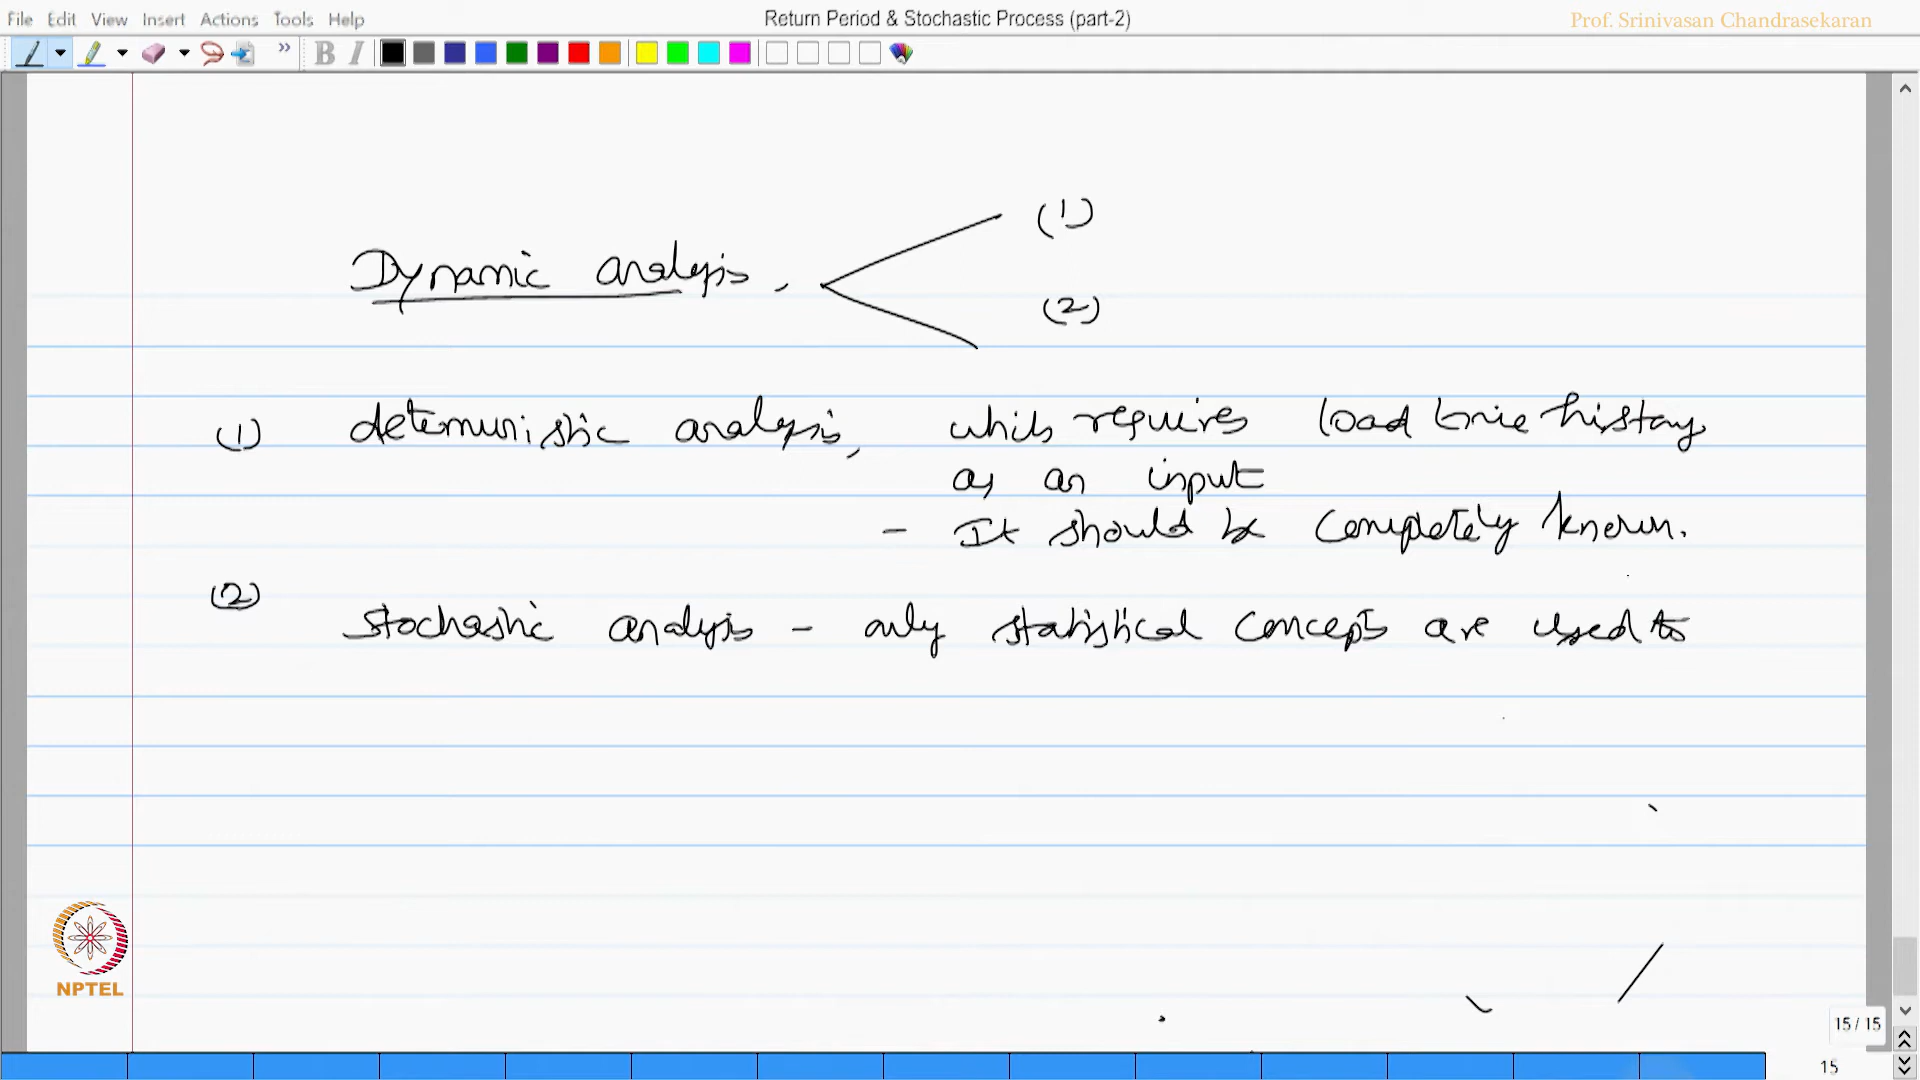 File Edit View Insert Actions Tools Help
Return Period & Stochastic Process (part-2)
Prof. Srinivasan Chandrasekaran
B I
Dynamic analysis,
(1)
(2)
(1) deterministic analysis, which requires load time history
as an input
- It should be completely known.
(2)
stochastic analysis - only statistical concepts are used to
NPTEL
15 / 15
15